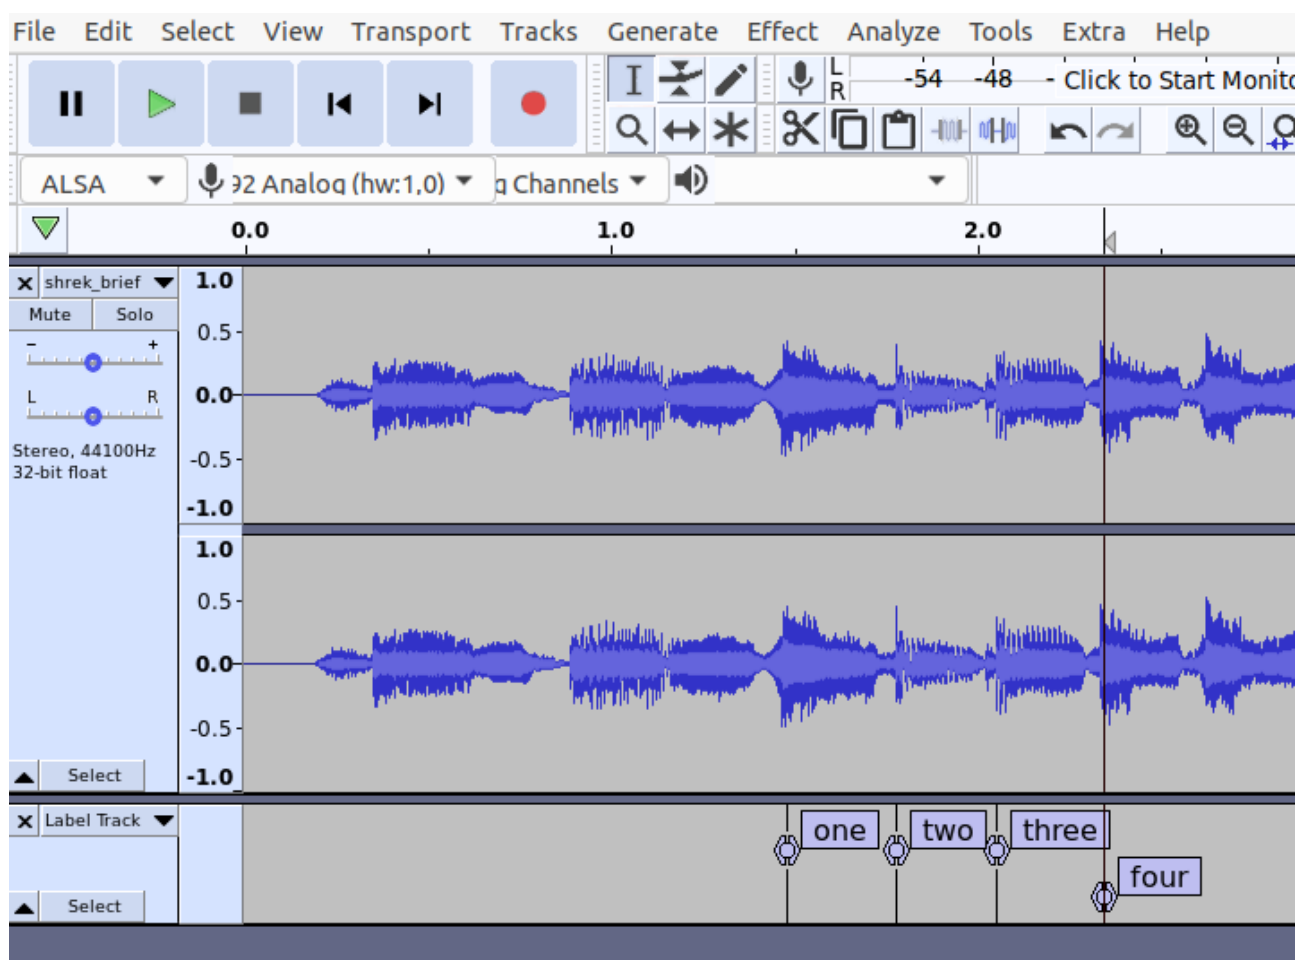 File Edit Select View Transport Tracks Generate Effect Analyze Tools Extra Help
L
R
-54 -48 - Click to Start Monito
ALSA 92 Analog (hw:1,0) Channels
0.0 1.0 2.0
shrek_brief
Mute Solo
- +
L R
Stereo, 44100Hz
32-bit float
Select
1.0
0.5
0.0
-0.5
-1.0
1.0
0.5
0.0
-0.5
-1.0
Label Track
Select
one two three
four